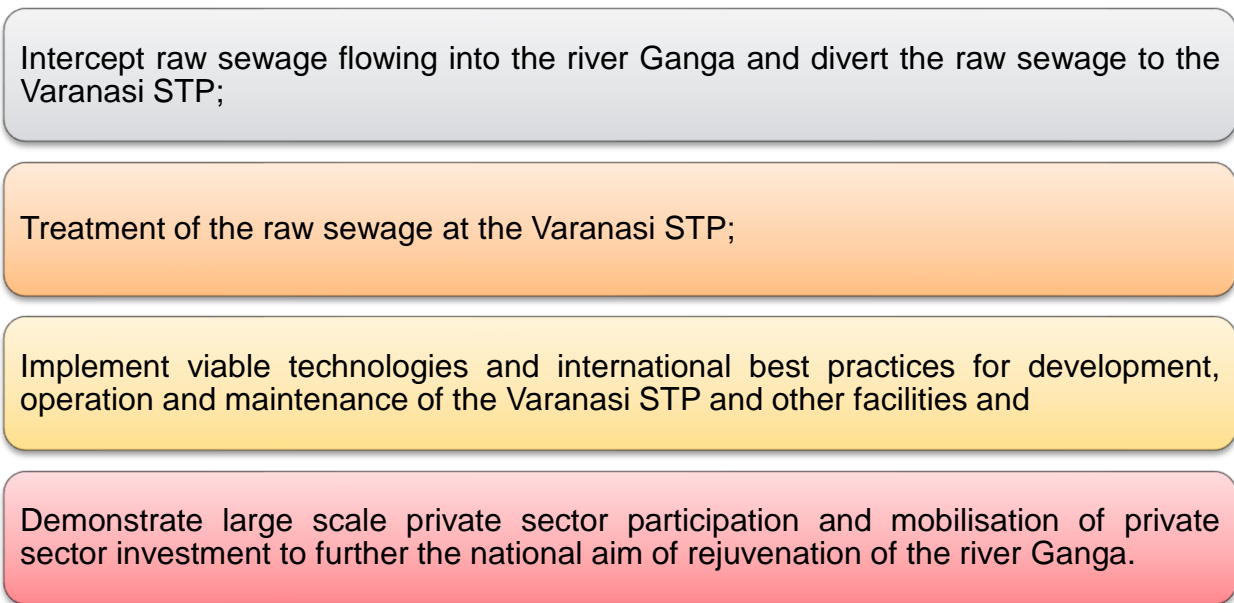 Intercept raw sewage flowing into the river Ganga and divert the raw sewage to the
Varanasi STP;
Treatment of the raw sewage at the Varanasi STP;
Implement viable technologies and international best practices for development,
operation and maintenance of the Varanasi STP and other facilities and
Demonstrate large scale private sector participation and mobilisation of private
sector investment to further the national aim of rejuvenation of the river Ganga.